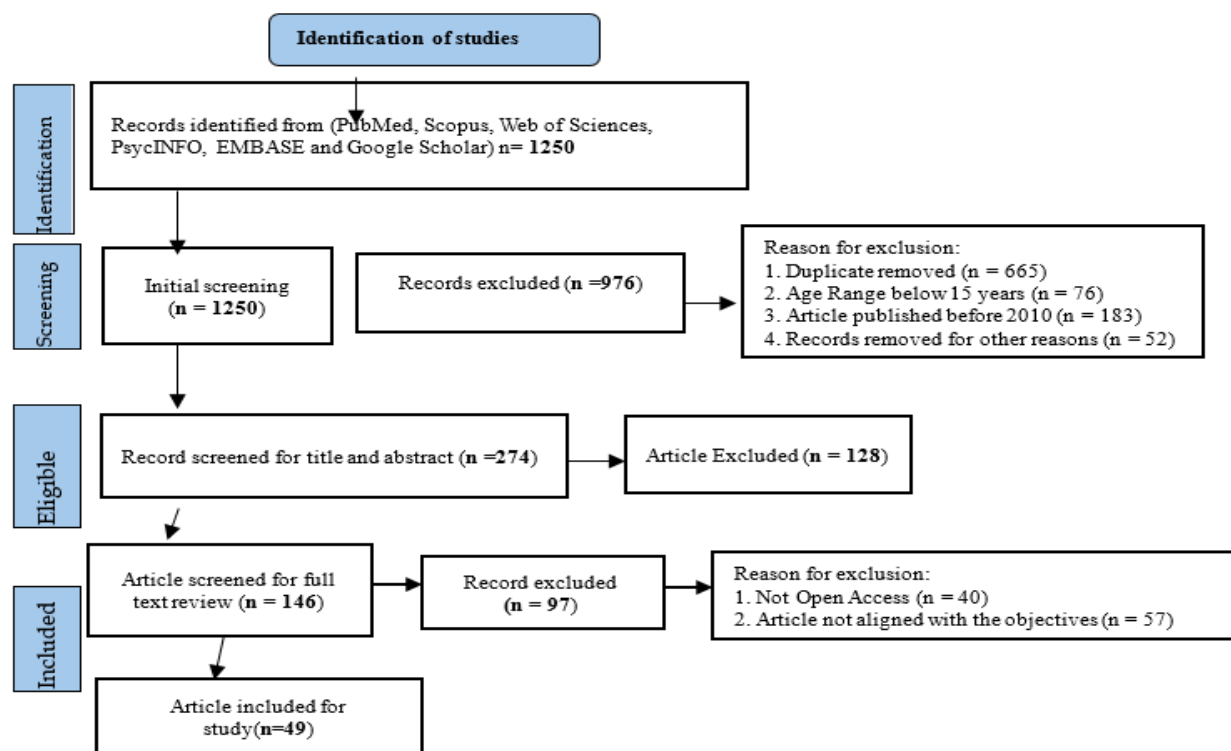 Identification of studies
Identification
Records identified from (PubMed, Scopus, Web of Sciences,
PsycINFO, EMBASE and Google Scholar) n= 1250
Screening
Initial screening
(n = 1250)
Records excluded (n =976)
Reason for exclusion:
1. Duplicate removed (n = 665)
2. Age Range below 15 years (n = 76)
3. Article published before 2010 (n = 183)
4. Records removed for other reasons (n = 52)
Eligible
Record screened for title and abstract (n =274)
Article Excluded (n = 128)
Included
Article screened for full
text review (n = 146)
Record excluded
(n = 97)
Reason for exclusion:
1. Not Open Access (n = 40)
2. Article not aligned with the objectives (n = 57)
Article included for
study(n=49)